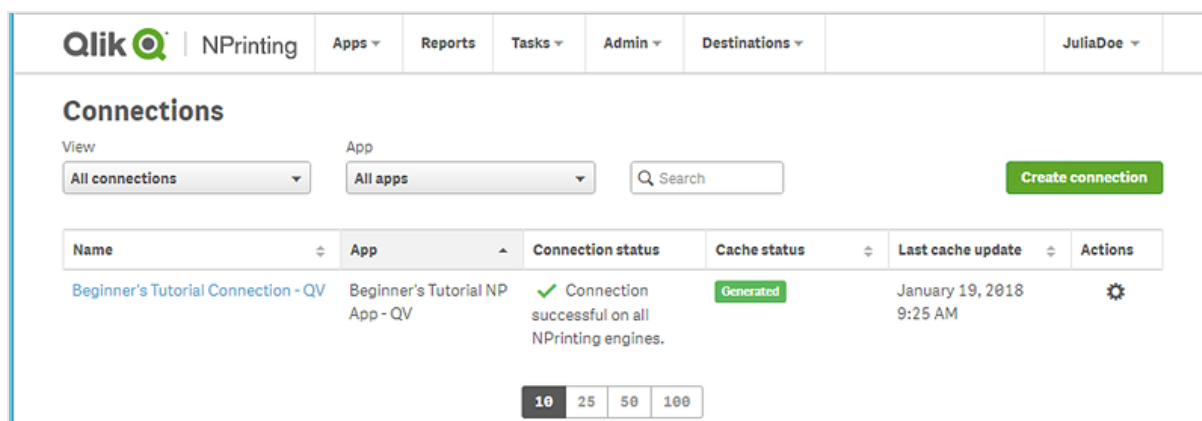 Qlik NPrinting Apps Reports Tasks Admin Destinations JuliaDoe
Connections
View App
All connections All apps Search Create connection
Name App Connection status Cache status Last cache update Actions
Beginner's Tutorial Connection - QV Beginner's Tutorial NP Connection Generated January 19, 2018
App - QV successful on all 9:25 AM
NPrinting engines.
10 25 50 100